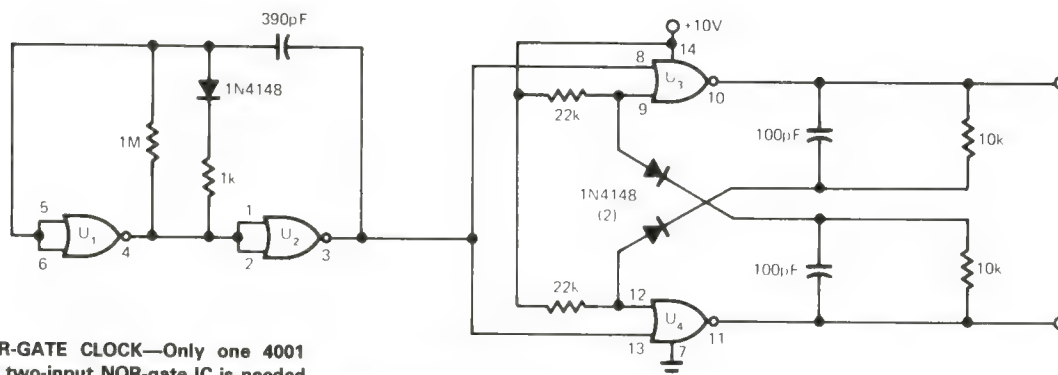 390pF
+10V
14
8
U3
10
9
22k
1N4148
1M
1k
100pF
10k
1N4148
(2)
5
U1
4
6
1
U2
3
2
100pF
10k
22k
12
U4
11
13
7
R-GATE CLOCK—Only one 4001
two-input NOR-gate IC is needed